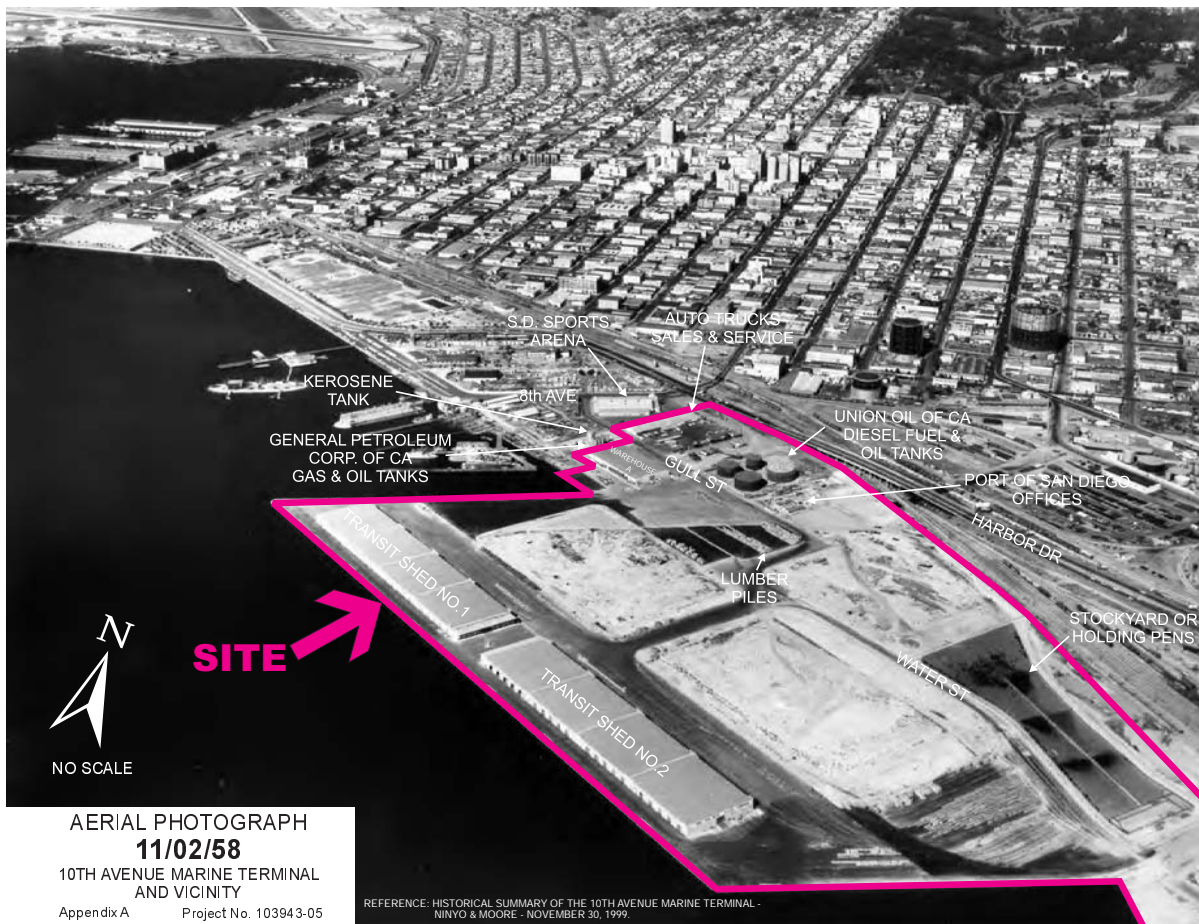 S.D. SPORTS
ARENA
AUTO TRUCKS
SALES & SERVICE
KEROSENE
TANK
8th AVE
GENERAL PETROLEUM
CORP. OF CA
GAS & OIL TANKS
WAREHOUSE
A
GULL ST
UNION OIL OF CA
DIESEL FUEL &
OIL TANKS
PORT OF SAN DIEGO
OFFICES
HARBOR DR
TRANSIT SHED NO.1
LUMBER
PILES
STOCKYARD OR
HOLDING PENS
SITE
WATER ST
TRANSIT SHED NO.2
N
NO SCALE
AERIAL PHOTOGRAPH
11/02/58
10TH AVENUE MARINE TERMINAL
AND VICINITY
Appendix A Project No. 103943-05
REFERENCE: HISTORICAL SUMMARY OF THE 10TH AVENUE MARINE TERMINAL -
NINYO & MOORE - NOVEMBER 30, 1999.